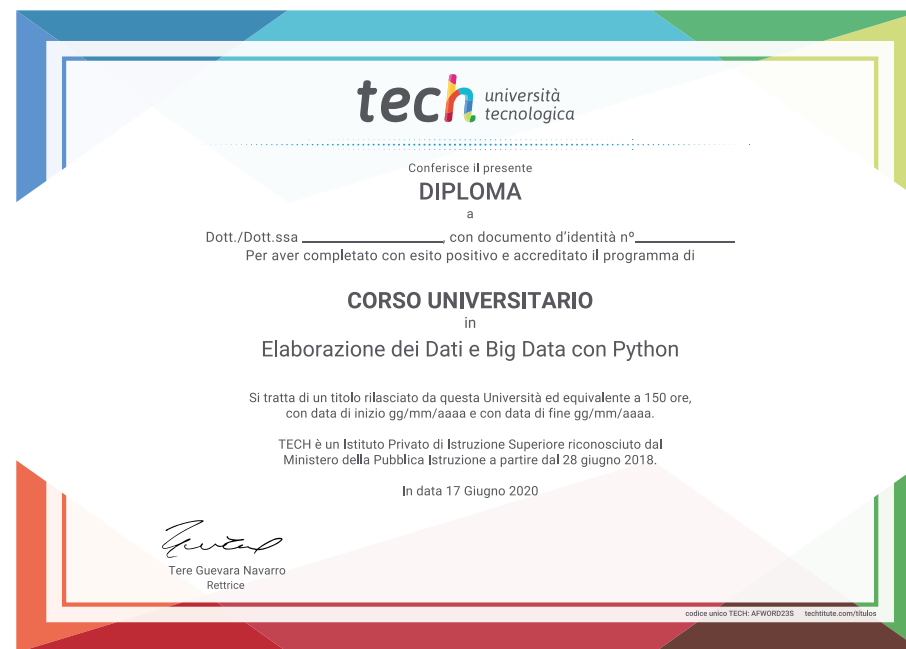 tech università
tecnologica
Conferisce il presente
DIPLOMA
a
Dott./Dott.ssa ____________________, con documento d'identità nº______________
Per aver completato con esito positivo e accreditato il programma di
CORSO UNIVERSITARIO
in
Elaborazione dei Dati e Big Data con Python
Si tratta di un titolo rilasciato da questa Università ed equivalente a 150 ore,
con data di inizio gg/mm/aaaa e con data di fine gg/mm/aaaa.
TECH è un Istituto Privato di Istruzione Superiore riconosciuto dal
Ministero della Pubblica Istruzione a partire dal 28 giugno 2018.
In data 17 Giugno 2020
Tere Guevara Navarro
Rettrice
codice unico TECH: AFWORD23S techtitute.com/titulos